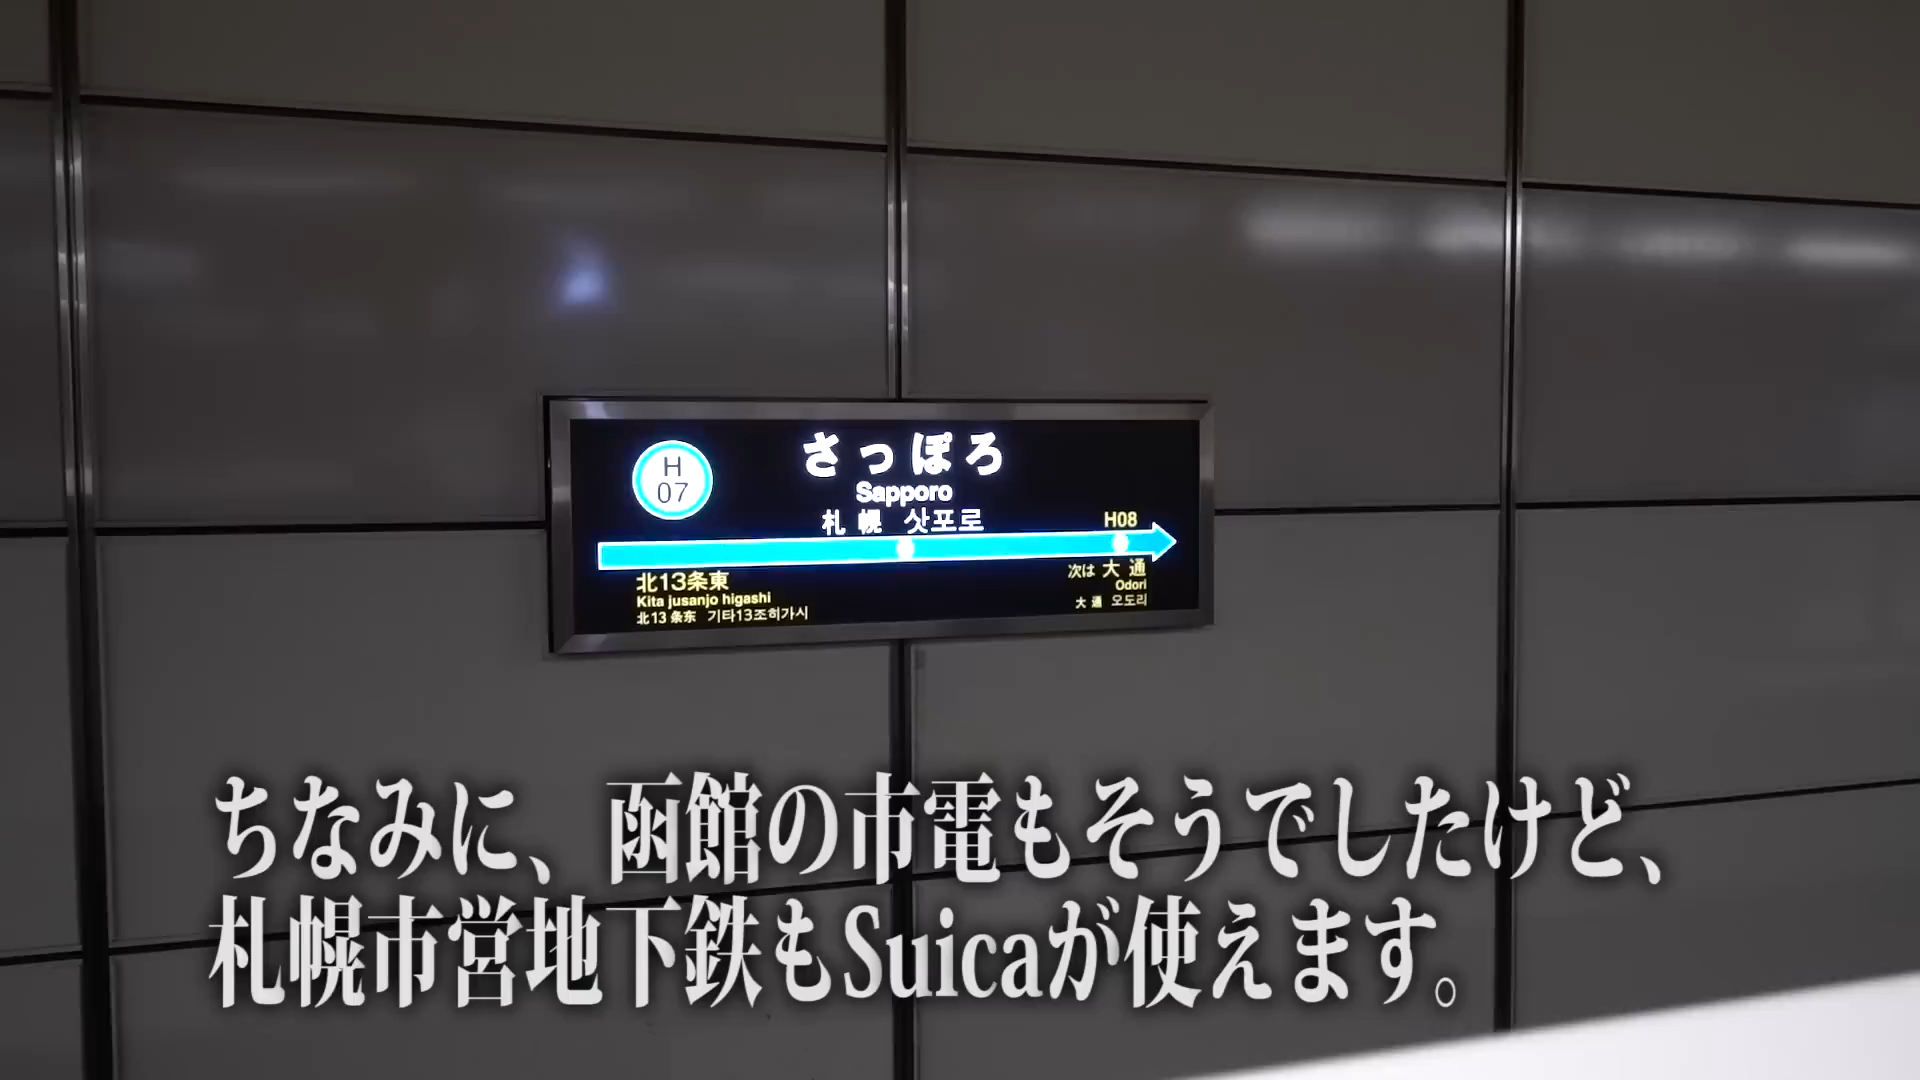 H
07
さっぽろ
Sapporo
札幌 삿포로
H08
北13条東
Kita jusanjo higashi
北13条东 기타13조히가시
次は 大通
Odori
大通 오도리
ちなみに、函館の市電もそうでしたけど、
札幌市営地下鉄もSuicaが使えます。